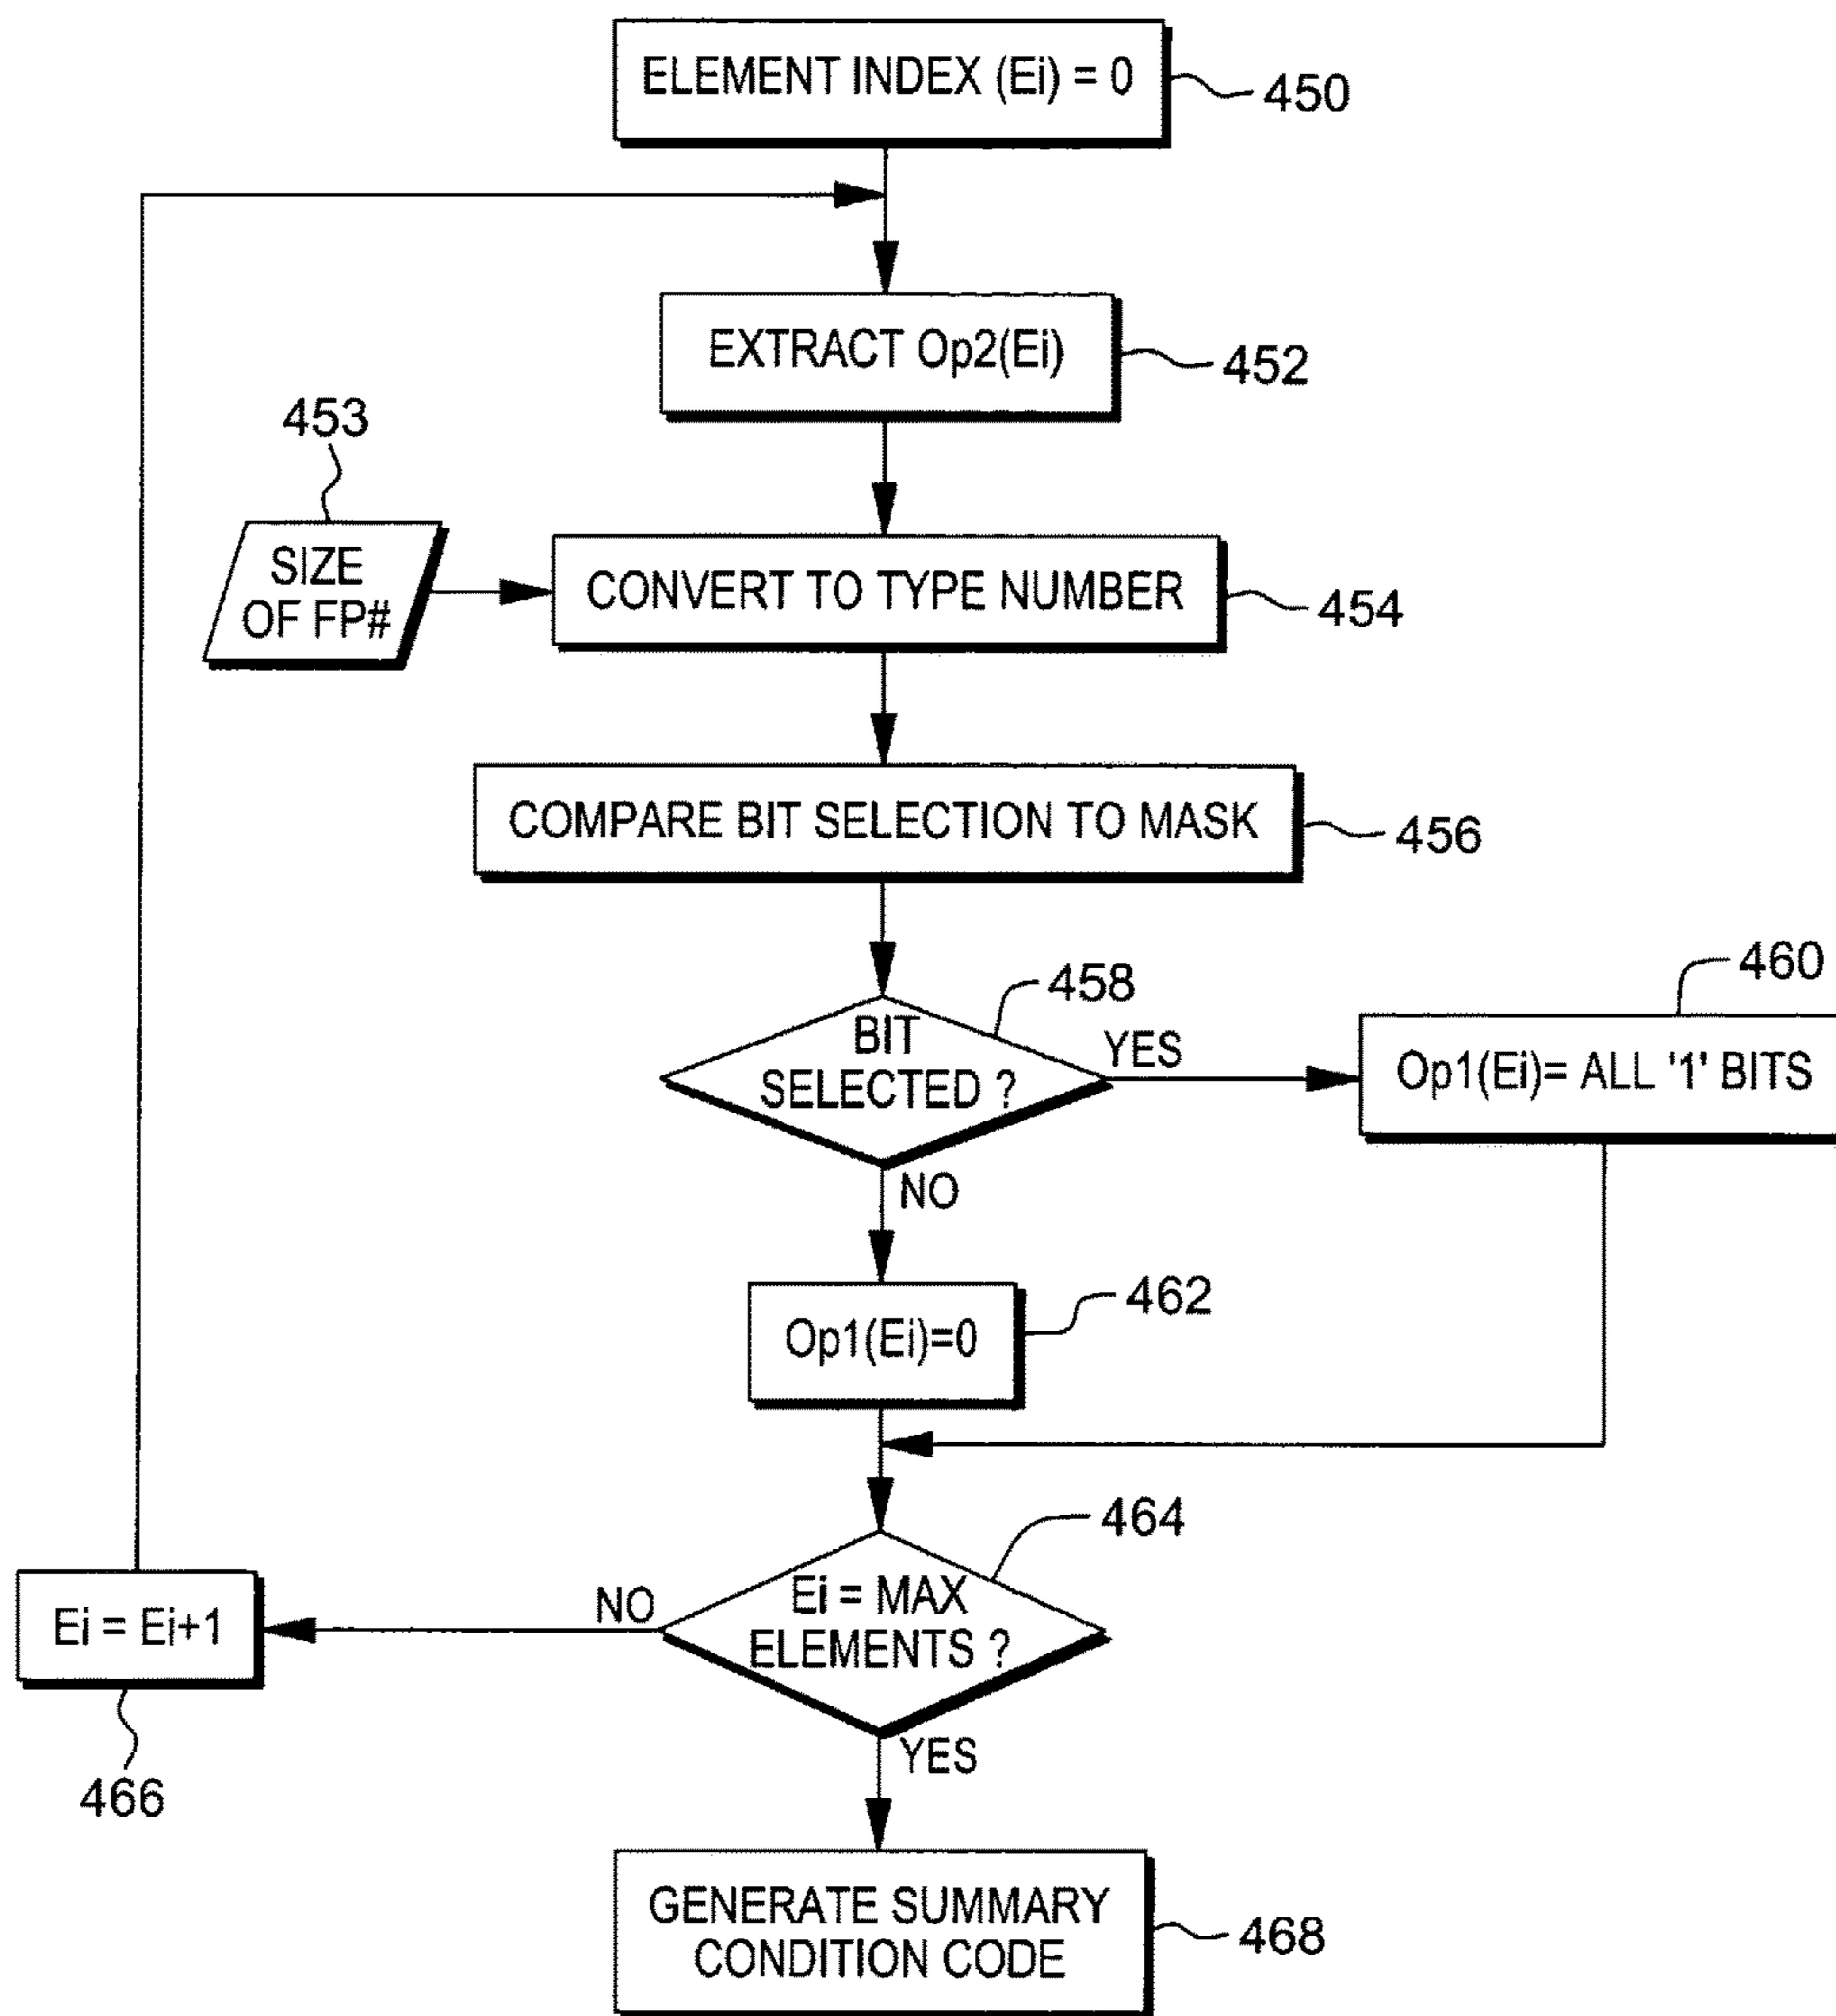 ELEMENT INDEX (Ei) = 0
450
EXTRACT Op2(Ei)
452
453
SIZE
OF FP#
CONVERT TO TYPE NUMBER
454
COMPARE BIT SELECTION TO MASK
456
458
BIT
SELECTED ?
YES
460
Op1(Ei)= ALL '1' BITS
NO
462
Op1(Ei)=0
464
Ei = MAX
ELEMENTS ?
NO
Ei = Ei+1
466
YES
GENERATE SUMMARY
CONDITION CODE
468